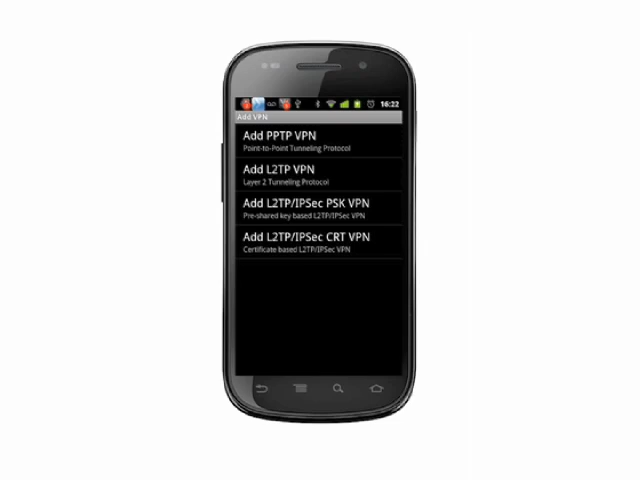 16:22
Add VPN
Add PPTP VPN
Point-to-Point Tunneling Protocol
Add L2TP VPN
Layer 2 Tunneling Protocol
Add L2TP/IPSec PSK VPN
Pre-shared key based L2TP/IPSec VPN
Add L2TP/IPSec CRT VPN
Certificate based L2TP/IPSec VPN